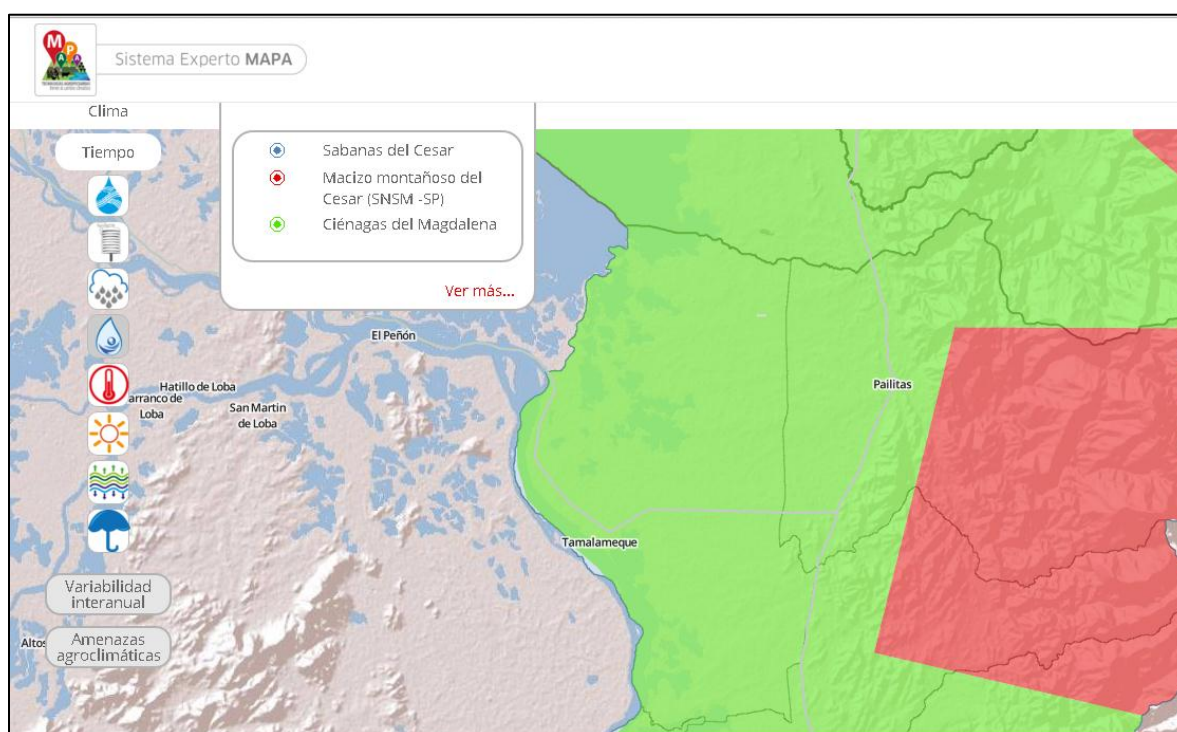 MAPA
Sistema Experto MAPA
Clima
Tiempo
Sabanas del Cesar
Macizo montañoso del
Cesar (SNSM -SP)
Ciénagas del Magdalena
Ver más...
El Peñón
Hatillo de Loba
arranco de
Loba
San Martin
de Loba
Pailitas
Tamalameque
Variabilidad
interanual
Amenazas
agroclimáticas
Altos